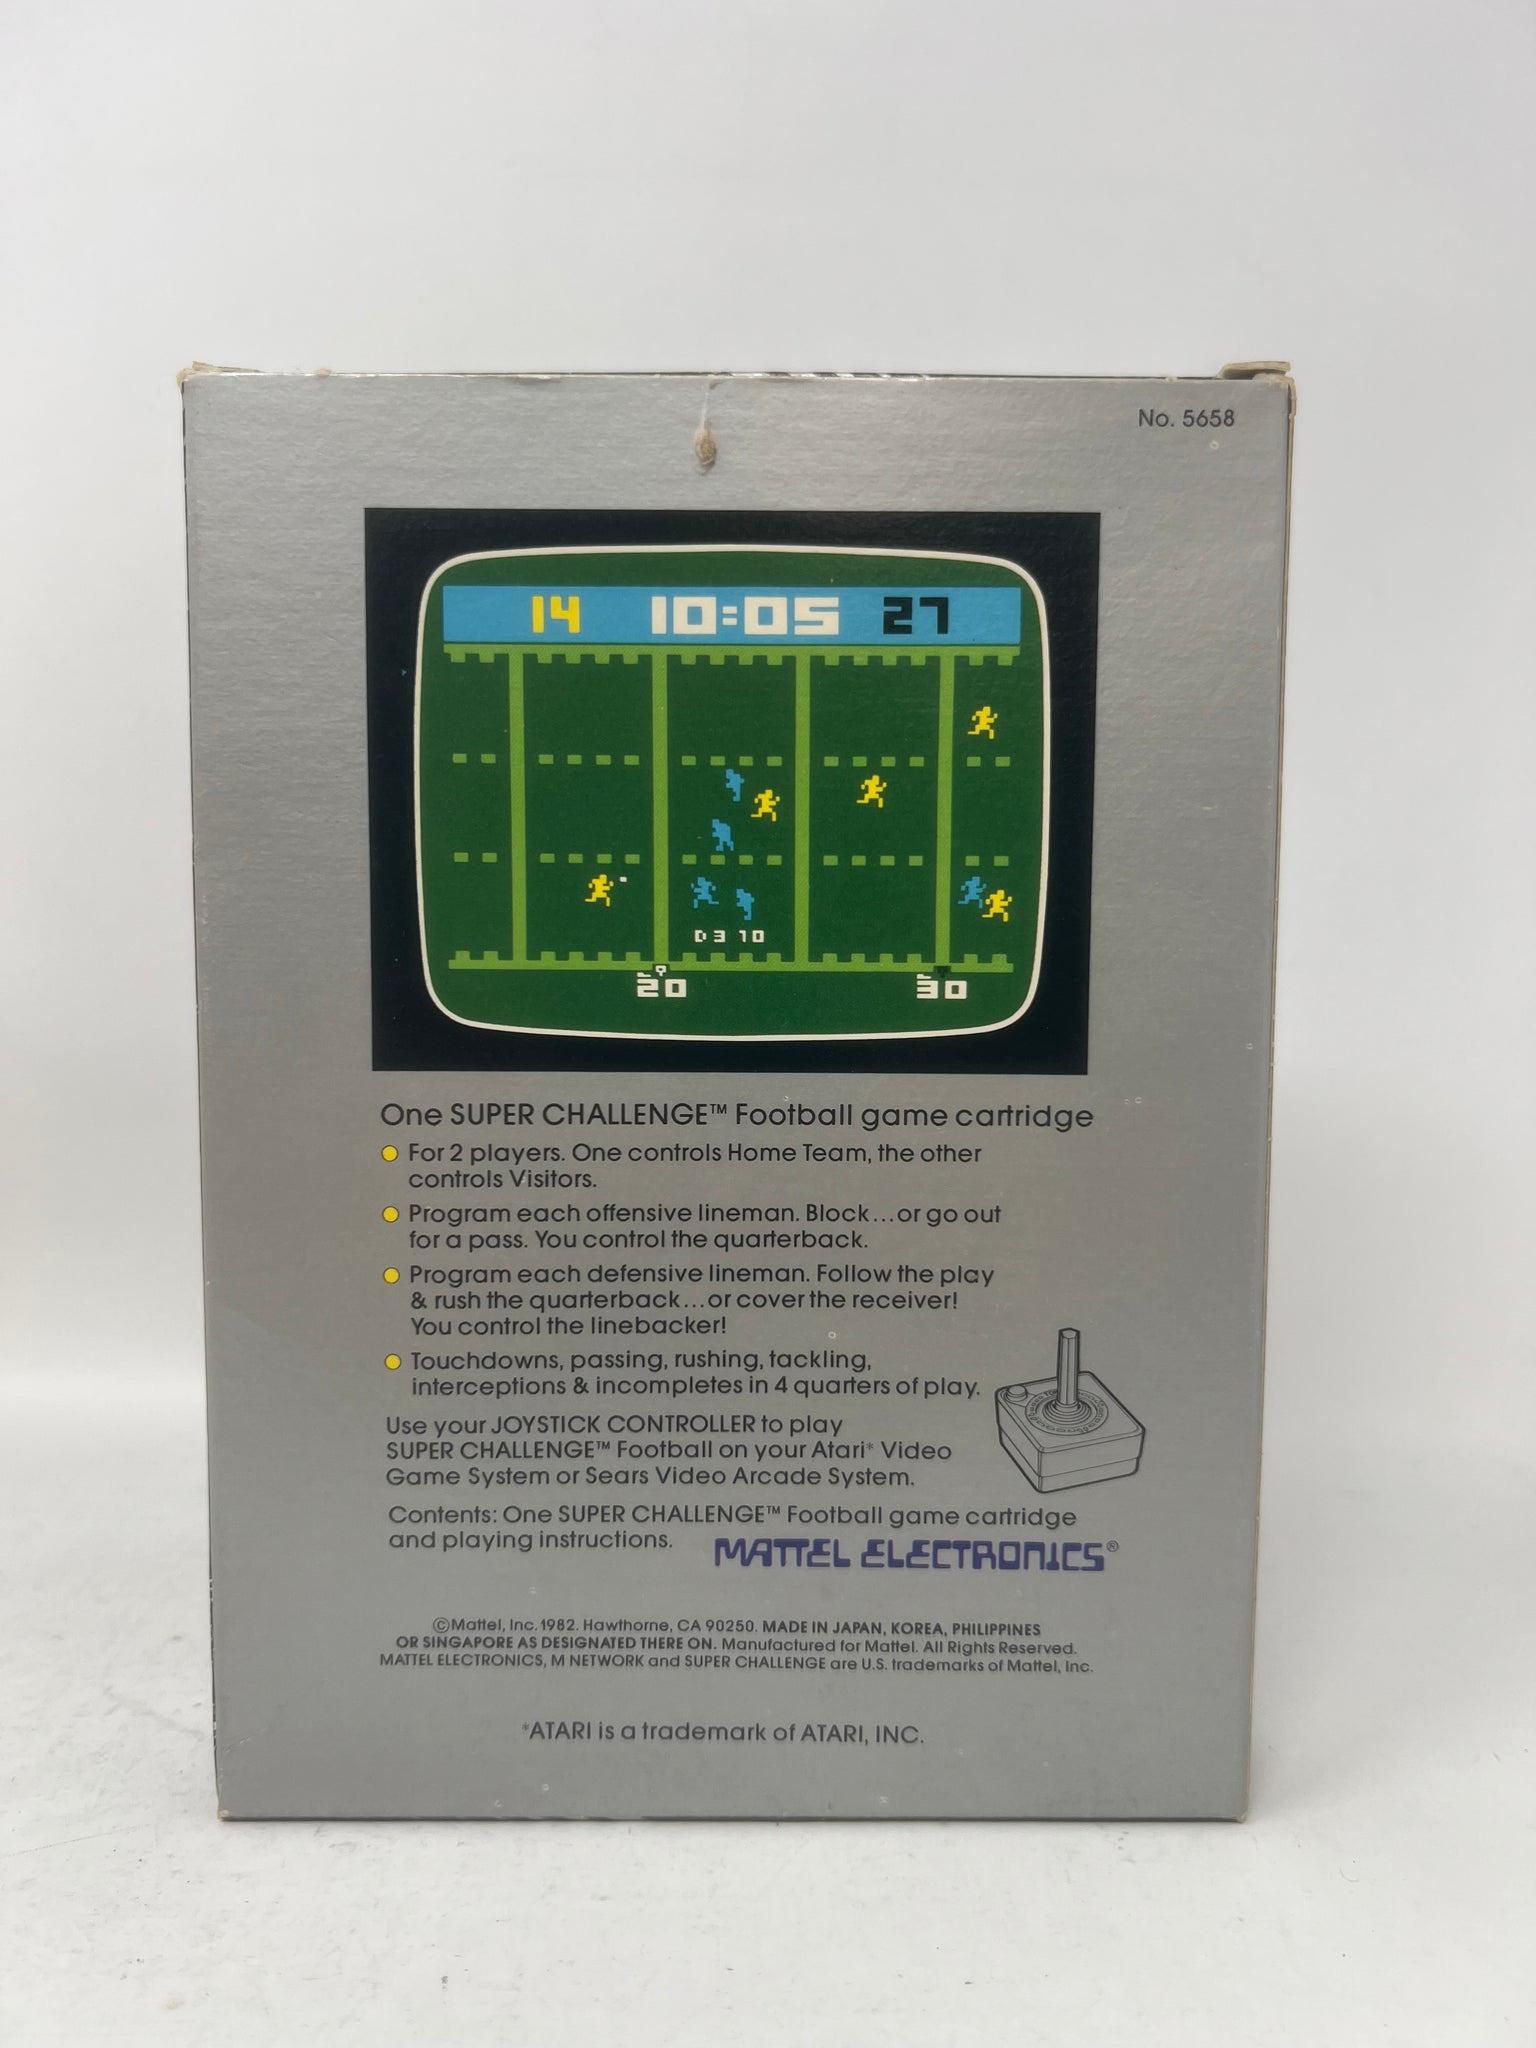 No. 5658
14 10:05 27
D 3 10
20 30
One SUPER CHALLENGE™ Football game cartridge
For 2 players. One controls Home Team, the other
controls Visitors.
Program each offensive lineman. Block...or go out
for a pass. You control the quarterback.
Program each defensive lineman. Follow the play
& rush the quarterback...or cover the receiver!
You control the linebacker!
Touchdowns, passing, rushing, tackling,
interceptions & incompletes in 4 quarters of play.
Use your JOYSTICK CONTROLLER to play
SUPER CHALLENGE™ Football on your Atari* Video
Game System or Sears Video Arcade System.
Contents: One SUPER CHALLENGE™ Football game cartridge
and playing instructions.
MATTEL ELECTRONICS®
©Mattel, Inc. 1982. Hawthorne, CA 90250. MADE IN JAPAN, KOREA, PHILIPPINES
OR SINGAPORE AS DESIGNATED THERE ON. Manufactured for Mattel. All Rights Reserved.
MATTEL ELECTRONICS, M NETWORK and SUPER CHALLENGE are U.S. trademarks of Mattel, Inc.
*ATARI is a trademark of ATARI, INC.